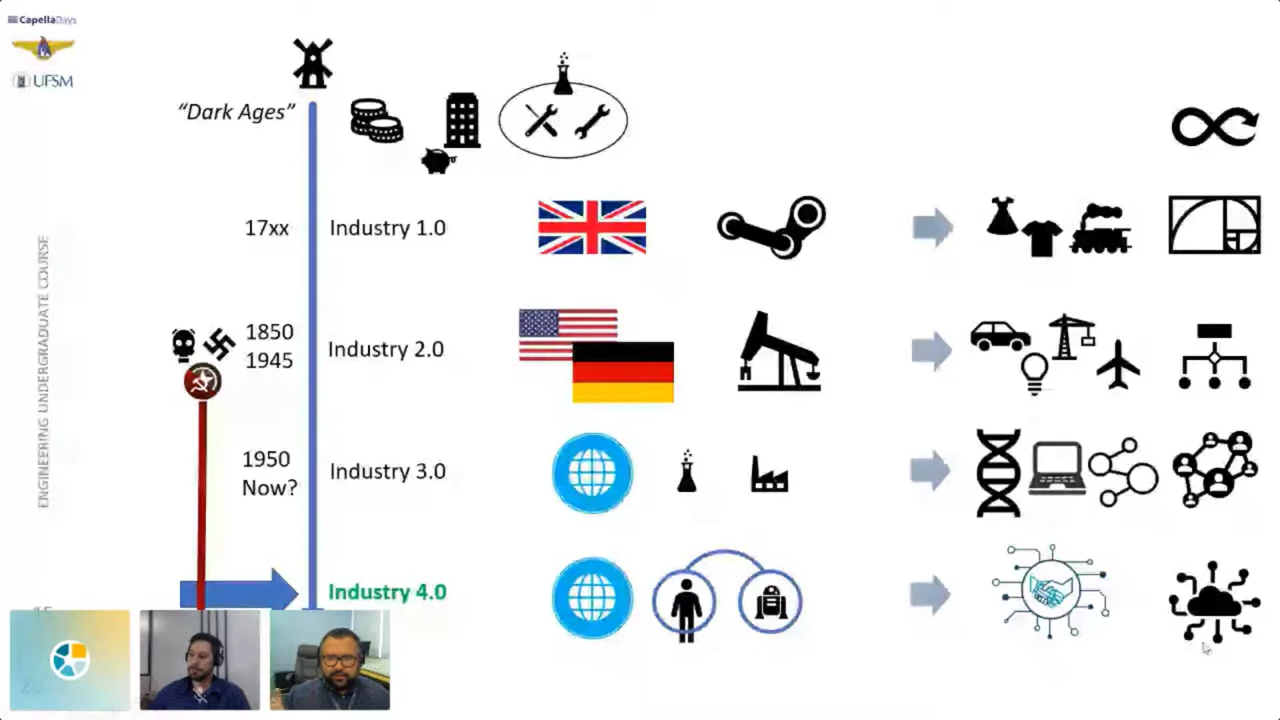 CapellaDays
UFSM
"Dark Ages"
17xx
Industry 1.0
1850
1945
Industry 2.0
1950
Now?
Industry 3.0
Industry 4.0
ENGINEERING UNDERGRADUATE COURSE